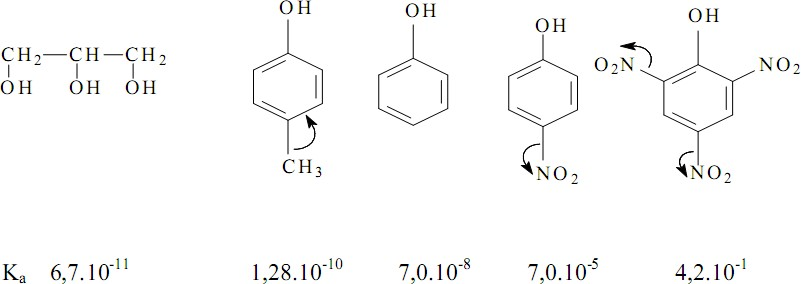 OH
OH
OH
OH
CH₂—CH—CH₂
O₂N
NO₂
OH OH OH
CH₃
NO₂
NO₂
Kₐ 6,7.10⁻¹¹ 1,28.10⁻¹⁰ 7,0.10⁻⁸ 7,0.10⁻⁵ 4,2.10⁻¹